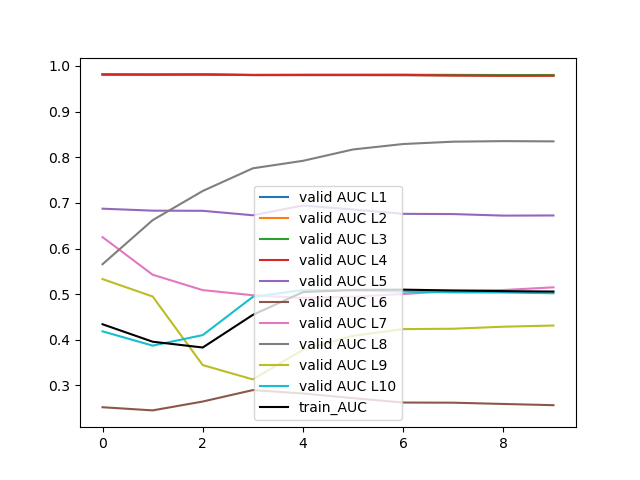 1.0
0.9
0.8
0.7
0.6
0.5
0.4
0.3
valid AUC L1
valid AUC L2
valid AUC L3
valid AUC L4
valid AUC L5
valid AUC L6
valid AUC L7
valid AUC L8
valid AUC L9
valid AUC L10
train_AUC
0 2 4 6 8